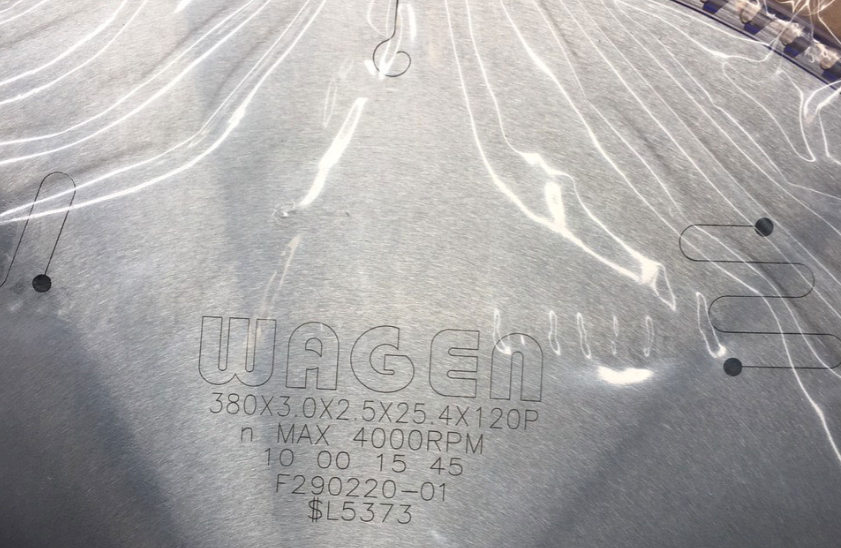 WAGEN
380X3.0X2.5X25.4X120P
n MAX 4000RPM
10 00 15 45
F290220-01
$L5373